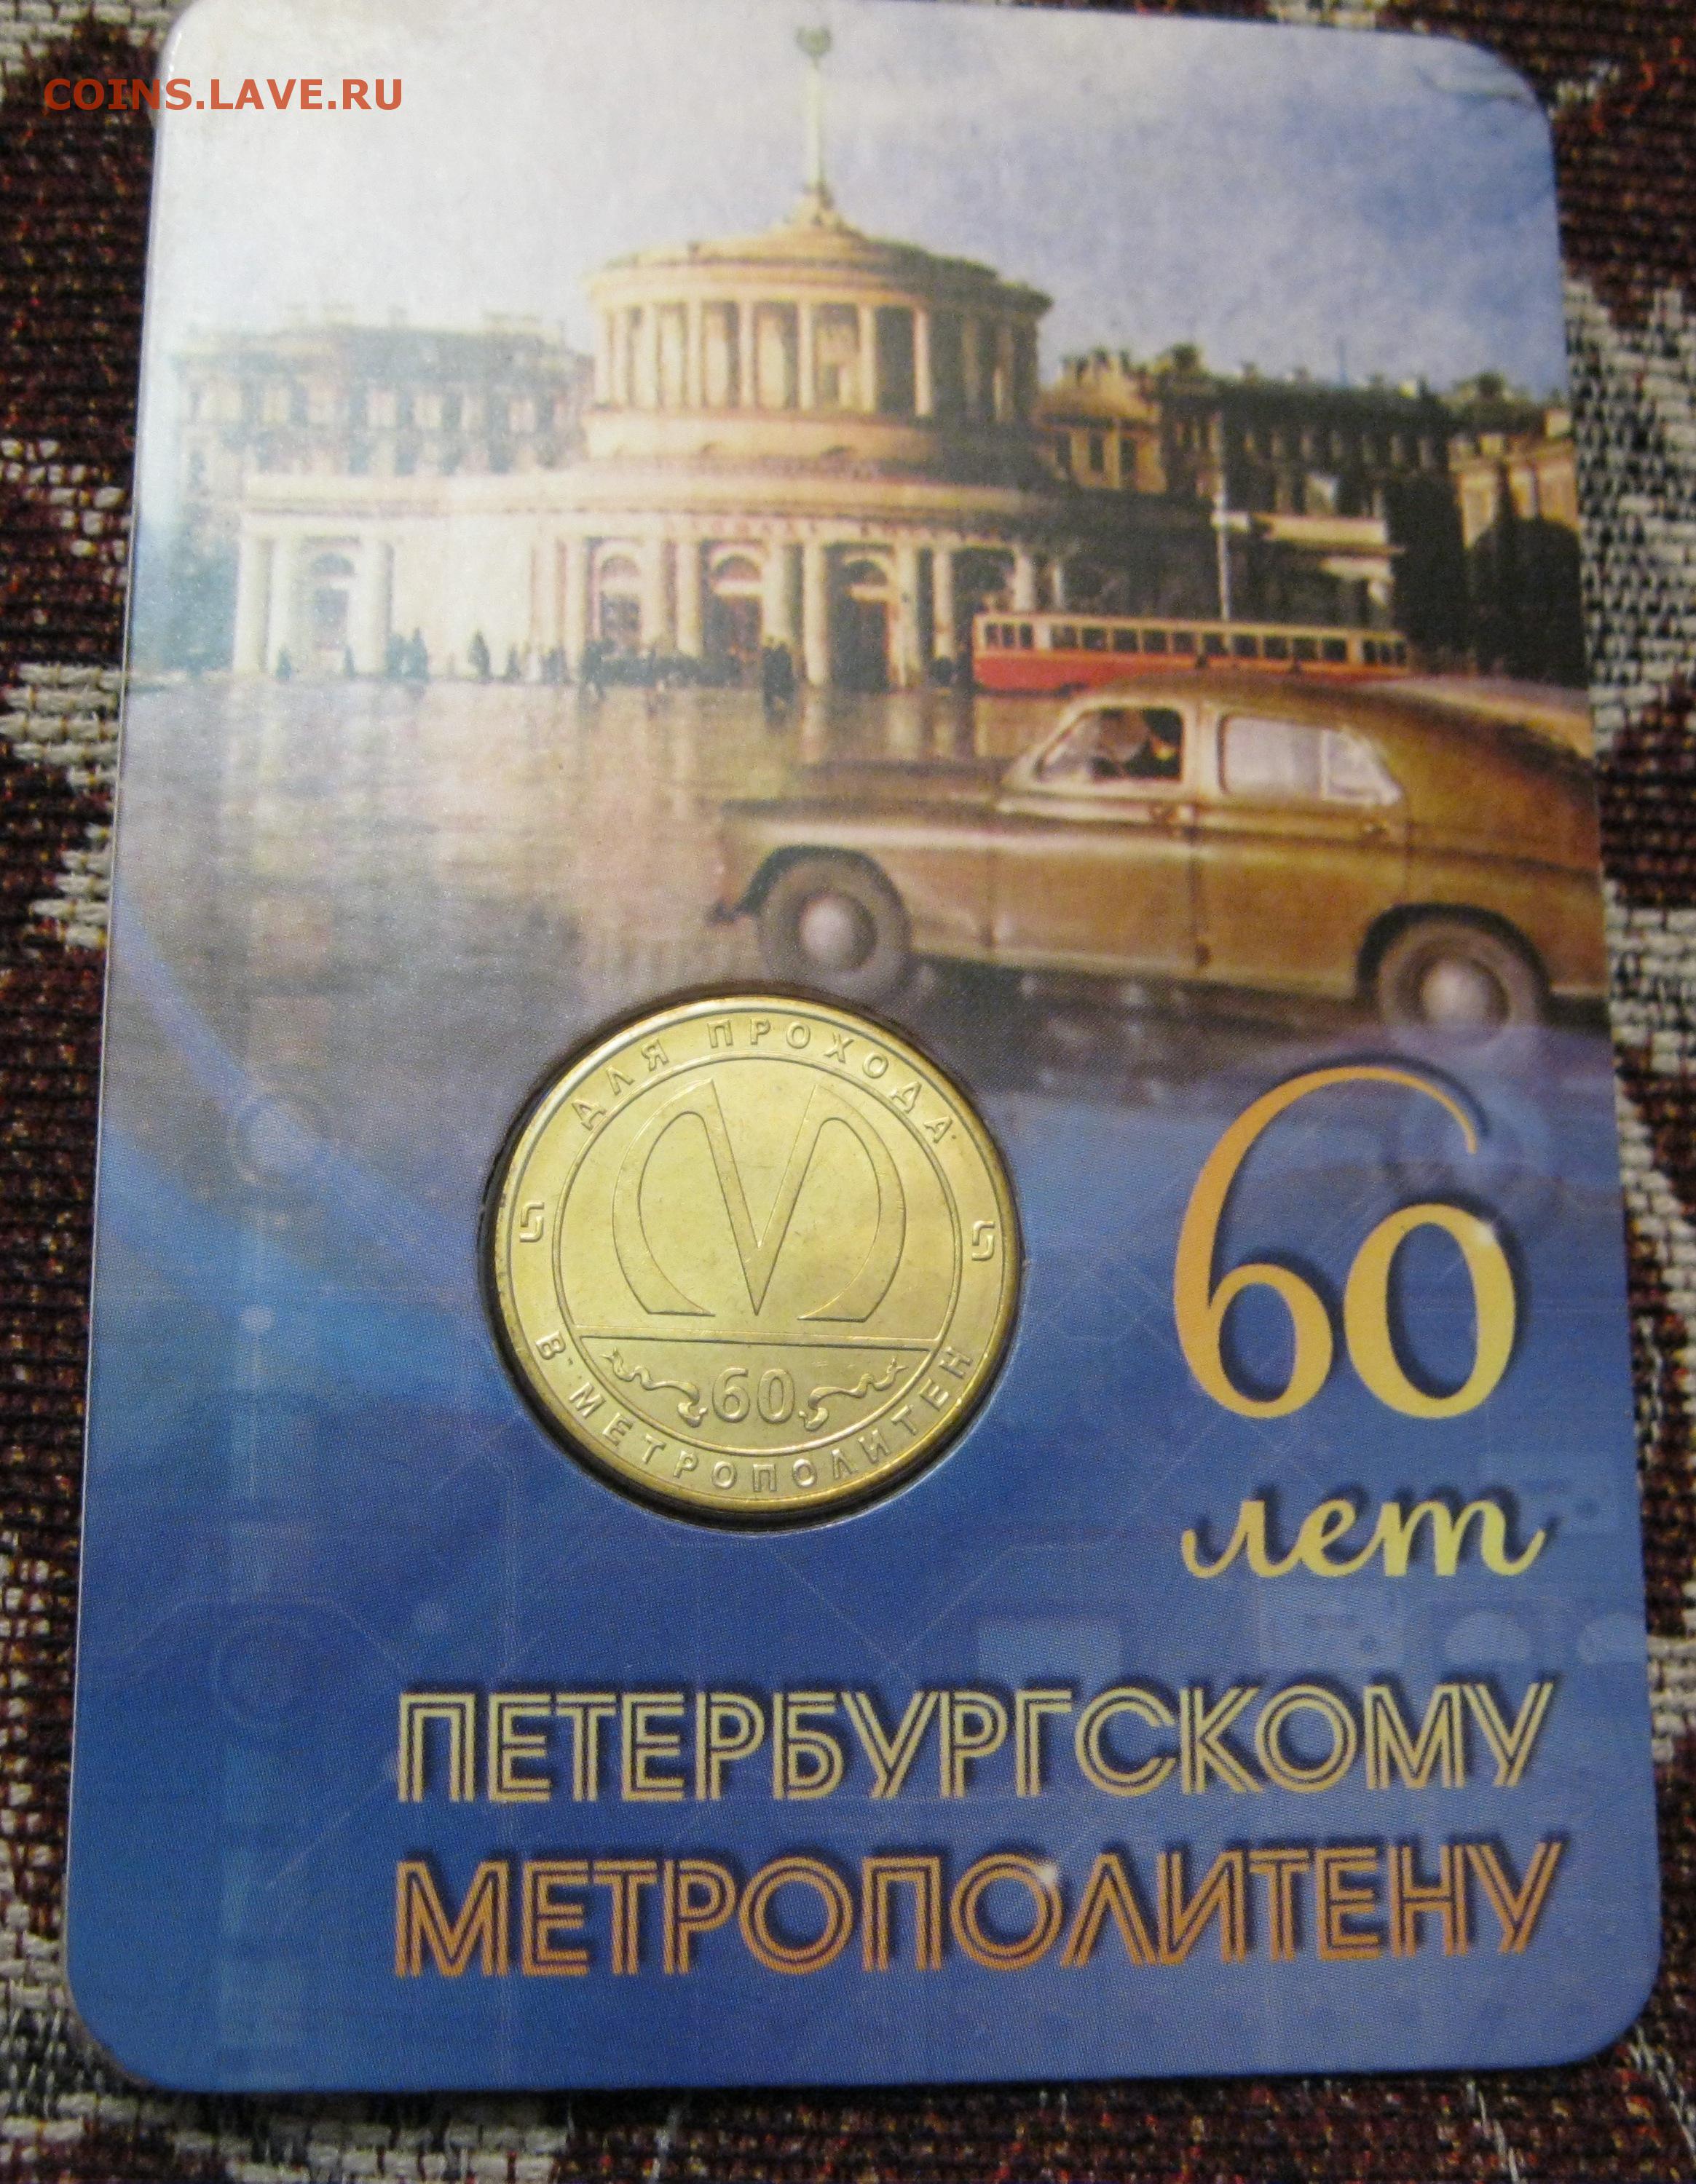 COINS.LAVE.RU
ДЛЯ ПРОХОДА
В МЕТРОПОЛИТЕН
60
60
лет
ПЕТЕРБУРГСКОМУ
МЕТРОПОЛИТЕНУ